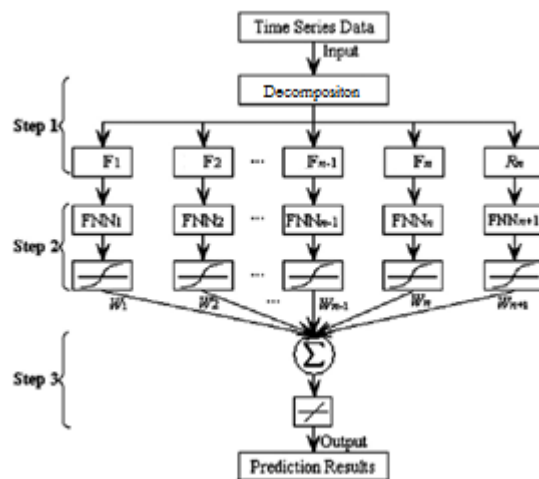 Time Series Data
Input
Decompositon
Step 1
F1 F2 ... Fn-1 Fn Rn
FNN1 FNN2 ... FNNn-1 FNNn FNNn+1
Step 2
...
W1 W2 ... Wn-1 Wn Wn+1
Σ
Step 3
Output
Prediction Results